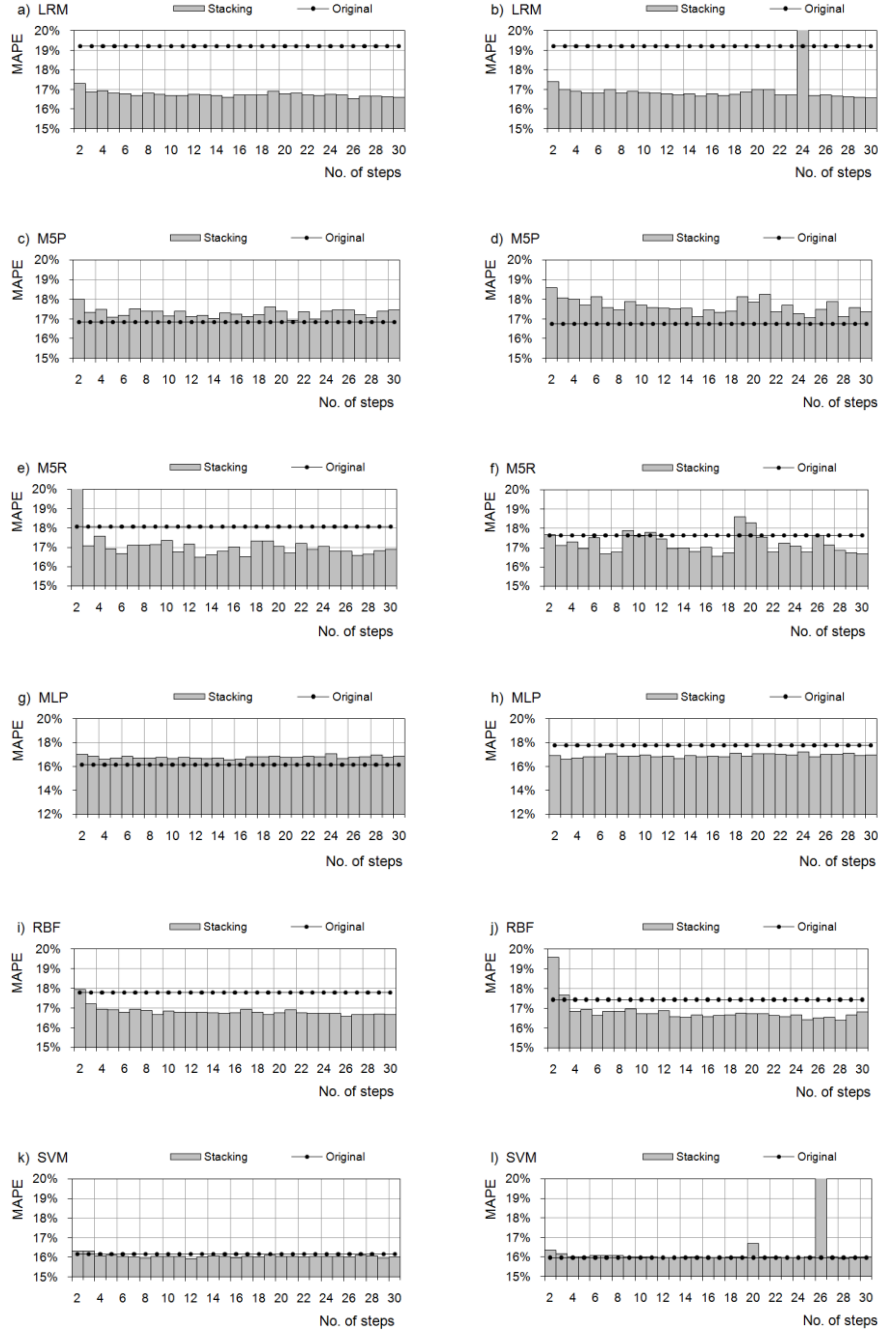 a) LRM Stacking Original
MAPE
20%
19%
18%
17%
16%
15%
2 4 6 8 10 12 14 16 18 20 22 24 26 28 30
No. of steps
b) LRM Stacking Original
MAPE
20%
19%
18%
17%
16%
15%
2 4 6 8 10 12 14 16 18 20 22 24 26 28 30
No. of steps
c) M5P Stacking Original
MAPE
20%
19%
18%
17%
16%
15%
2 4 6 8 10 12 14 16 18 20 22 24 26 28 30
No. of steps
d) M5P Stacking Original
MAPE
20%
19%
18%
17%
16%
15%
2 4 6 8 10 12 14 16 18 20 22 24 26 28 30
No. of steps
e) M5R Stacking Original
MAPE
20%
19%
18%
17%
16%
15%
2 4 6 8 10 12 14 16 18 20 22 24 26 28 30
No. of steps
f) M5R Stacking Original
MAPE
20%
19%
18%
17%
16%
15%
2 4 6 8 10 12 14 16 18 20 22 24 26 28 30
No. of steps
g) MLP Stacking Original
MAPE
20%
18%
16%
14%
12%
2 4 6 8 10 12 14 16 18 20 22 24 26 28 30
No. of steps
h) MLP Stacking Original
MAPE
20%
18%
16%
14%
12%
2 4 6 8 10 12 14 16 18 20 22 24 26 28 30
No. of steps
i) RBF Stacking Original
MAPE
20%
19%
18%
17%
16%
15%
2 4 6 8 10 12 14 16 18 20 22 24 26 28 30
No. of steps
j) RBF Stacking Original
MAPE
20%
19%
18%
17%
16%
15%
2 4 6 8 10 12 14 16 18 20 22 24 26 28 30
No. of steps
k) SVM Stacking Original
MAPE
20%
19%
18%
17%
16%
15%
2 4 6 8 10 12 14 16 18 20 22 24 26 28 30
No. of steps
l) SVM Stacking Original
MAPE
20%
19%
18%
17%
16%
15%
2 4 6 8 10 12 14 16 18 20 22 24 26 28 30
No. of steps